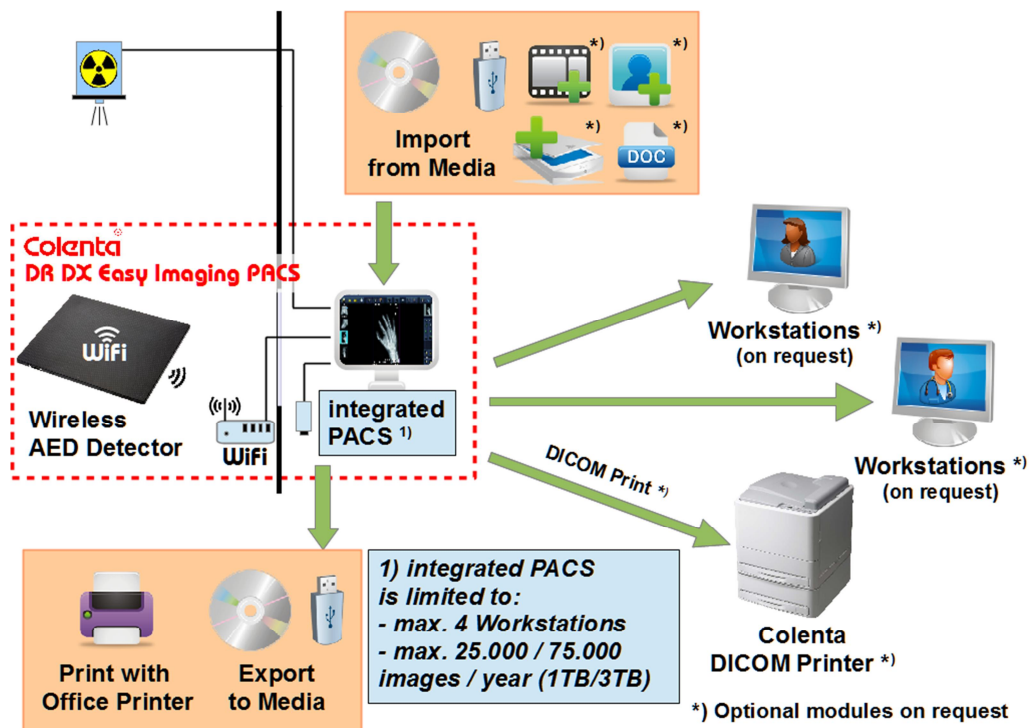 Import
from Media
*)
*)
*)
*)
DOC
Colenta
DR DX Easy Imaging PACS
WiFi
Wireless
AED Detector
WiFi
integrated
PACS 1)
Workstations *)
(on request)
Workstations *)
(on request)
DICOM Print *)
Colenta
DICOM Printer *)
Print with
Office Printer
Export
to Media
1) integrated PACS
is limited to:
- max. 4 Workstations
- max. 25.000 / 75.000
images / year (1TB/3TB)
*) Optional modules on request